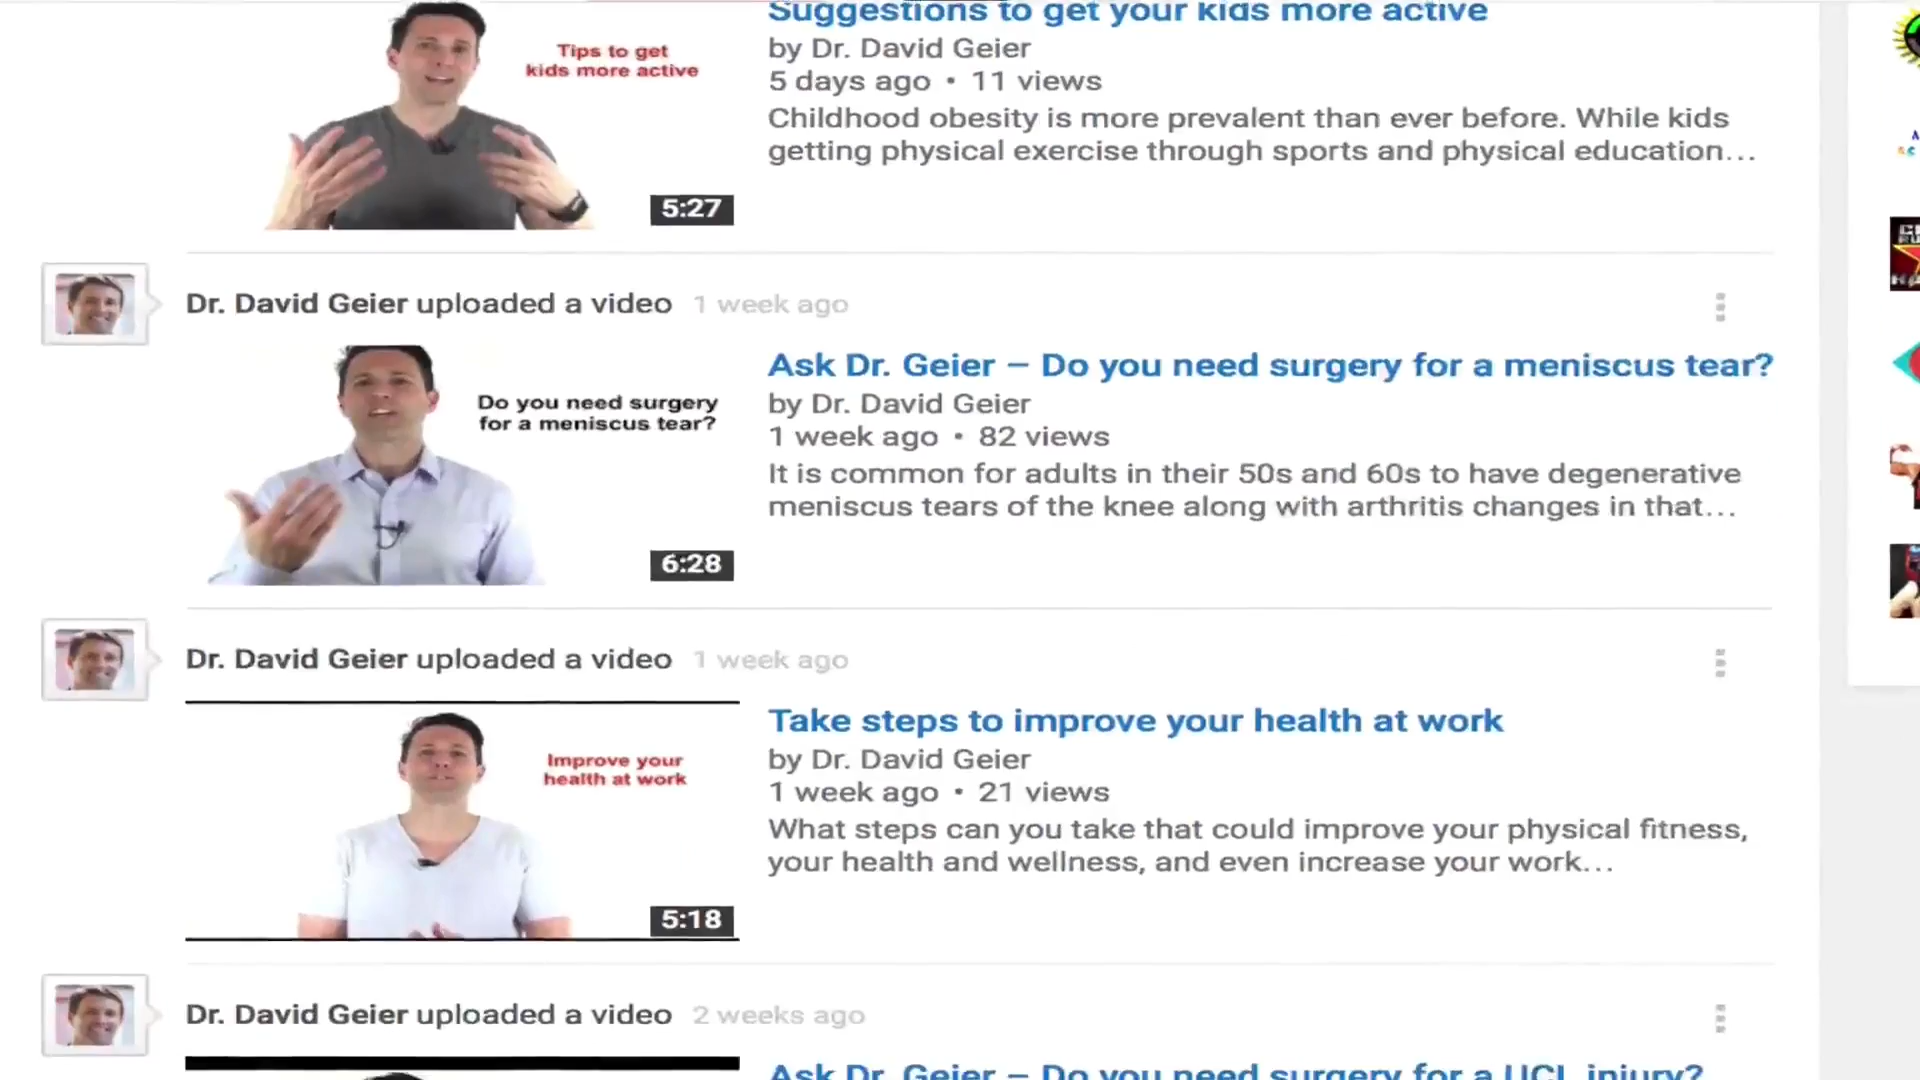 Suggestions to get your kids more active
by Dr. David Geier
5 days ago • 11 views
Childhood obesity is more prevalent than ever before. While kids
getting physical exercise through sports and physical education...
Tips to get
kids more active
5:27
Dr. David Geier uploaded a video 1 week ago
Ask Dr. Geier – Do you need surgery for a meniscus tear?
by Dr. David Geier
1 week ago • 82 views
It is common for adults in their 50s and 60s to have degenerative
meniscus tears of the knee along with arthritis changes in that...
Do you need surgery
for a meniscus tear?
6:28
Dr. David Geier uploaded a video 1 week ago
Take steps to improve your health at work
by Dr. David Geier
1 week ago • 21 views
What steps can you take that could improve your physical fitness,
your health and wellness, and even increase your work...
Improve your
health at work
5:18
Dr. David Geier uploaded a video 2 weeks ago
Ask Dr. Geier – Do you need surgery for a UCL injury?